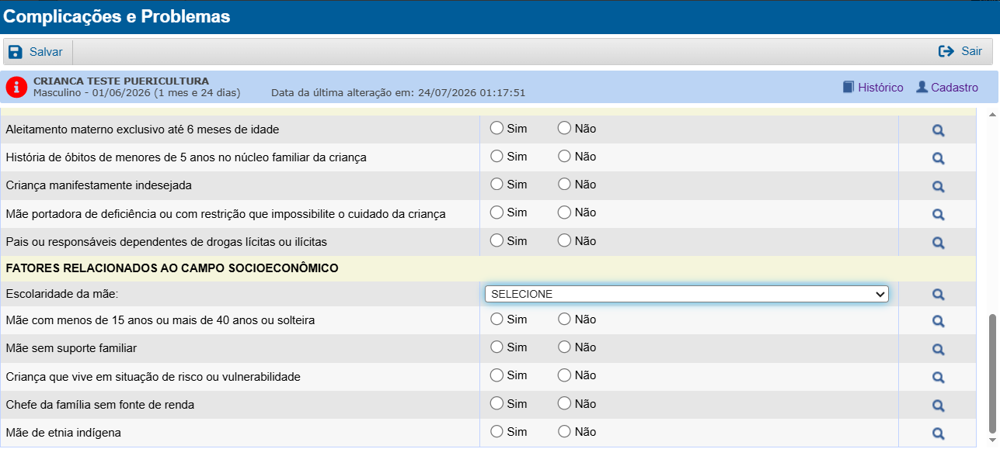 Complicações e Problemas
Salvar
Sair
CRIANCA TESTE PUERICULTURA
Masculino - 01/06/2026 (1 mes e 24 dias) Data da última alteração em: 24/07/2026 01:17:51
Histórico Cadastro
Aleitamento materno exclusivo até 6 meses de idade Sim Não
História de óbitos de menores de 5 anos no núcleo familiar da criança Sim Não
Criança manifestamente indesejada Sim Não
Mãe portadora de deficiência ou com restrição que impossibilite o cuidado da criança Sim Não
Pais ou responsáveis dependentes de drogas lícitas ou ilícitas Sim Não
FATORES RELACIONADOS AO CAMPO SOCIOECONÔMICO
Escolaridade da mãe: SELECIONE
Mãe com menos de 15 anos ou mais de 40 anos ou solteira Sim Não
Mãe sem suporte familiar Sim Não
Criança que vive em situação de risco ou vulnerabilidade Sim Não
Chefe da família sem fonte de renda Sim Não
Mãe de etnia indígena Sim Não